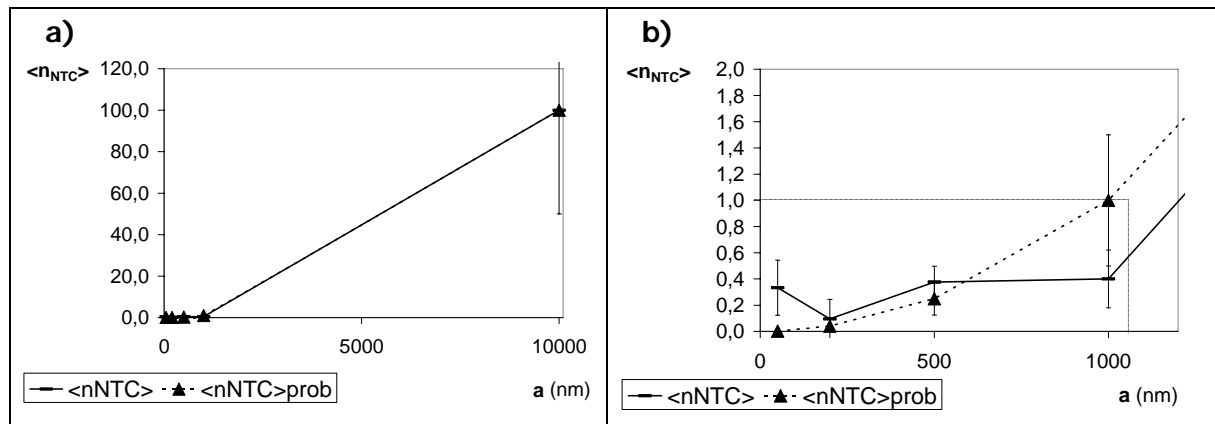 a)
<nNTC>
120,0
100,0
80,0
60,0
40,0
20,0
0,0
0 5000 10000
<nNTC> <nNTC>prob a (nm)
b)
<nNTC>
2,0
1,8
1,6
1,4
1,2
1,0
0,8
0,6
0,4
0,2
0,0
0 500 1000
<nNTC> <nNTC>prob a (nm)